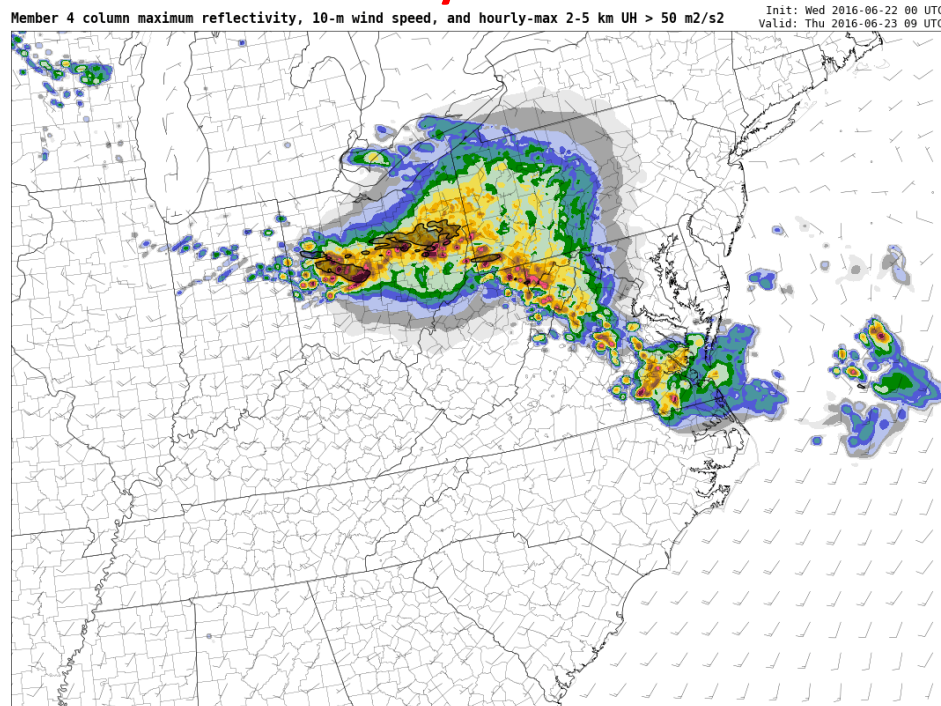 Member 4 column maximum reflectivity, 10-m wind speed, and hourly-max 2-5 km UH > 50 m2/s2
Init: Wed 2016-06-22 00 UTC
Valid: Thu 2016-06-23 09 UTC